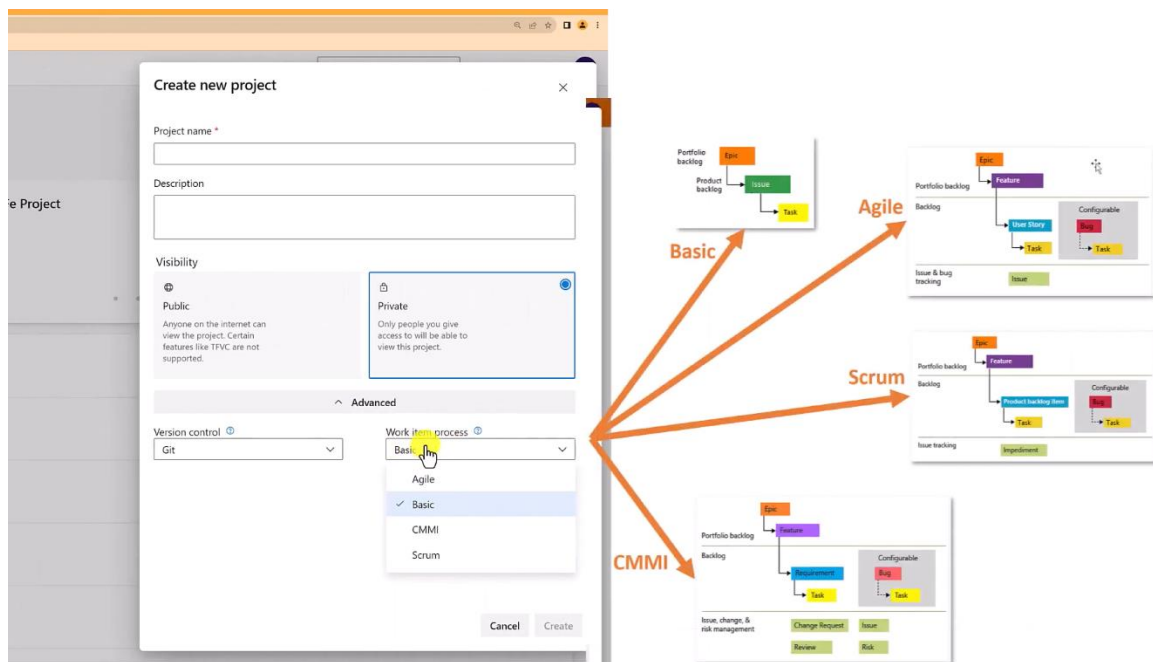 Create new project
Project name *
Description
Project
Visibility
Public
Anyone on the internet can
view the project. Certain
features like TFVC are not
supported.
Private
Only people you give
access to will be able to
view this project.
Advanced
Version control
Git
Work item process
Basic
Agile
Basic
CMMI
Scrum
Cancel
Create
Basic
Portfolio
backlog
Epic
Product
backlog
Issue
Task
Agile
Epic
Portfolio backlog
Feature
Backlog
User Story
Task
Configurable
Bug
Task
Issue & bug
tracking
Issue
Scrum
Epic
Portfolio backlog
Feature
Backlog
Product backlog item
Task
Configurable
Bug
Task
Issue tracking
Impediment
CMMI
Epic
Portfolio backlog
Feature
Backlog
Requirement
Task
Configurable
Bug
Task
Issue, change, &
risk management
Change Request
Issue
Review
Risk